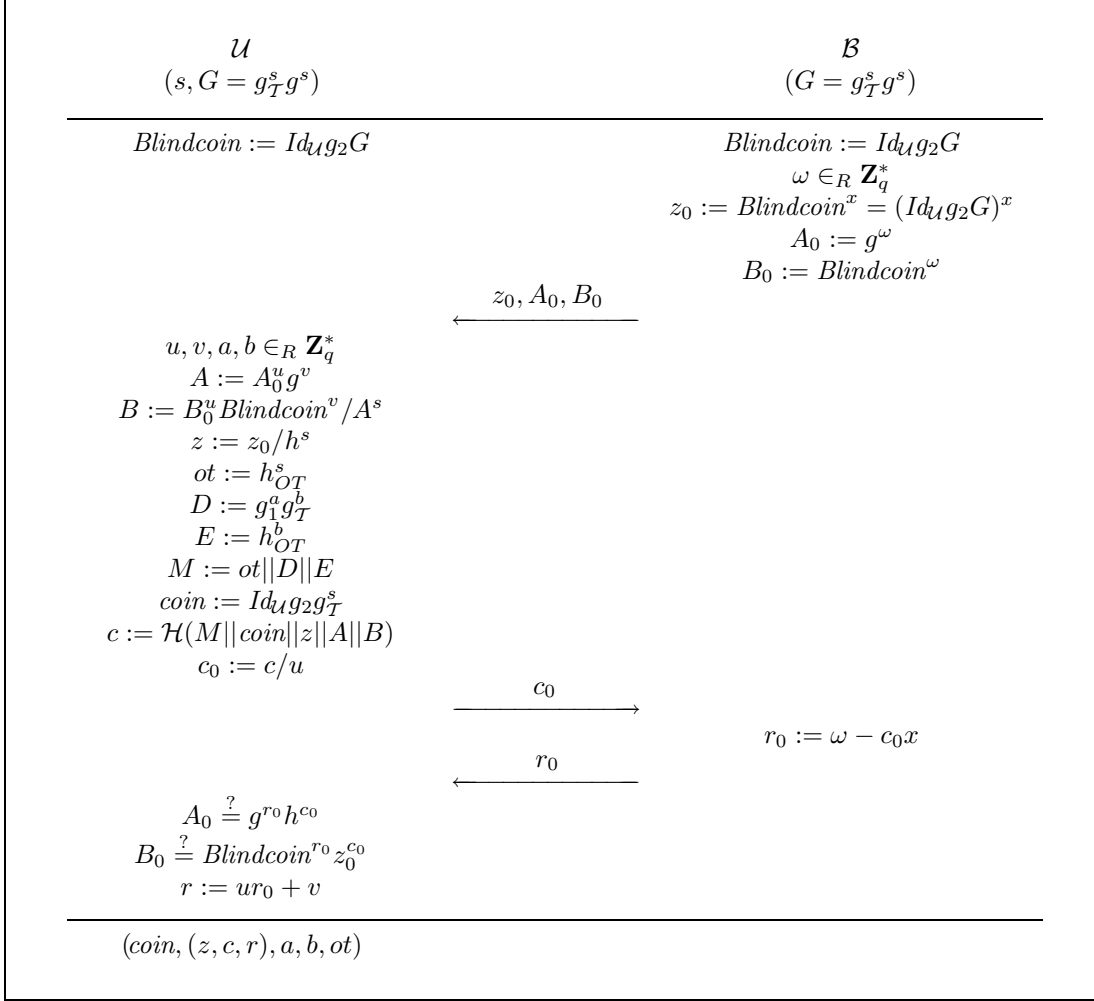 𝒰 ℬ
(s, G = g_𝒯^s g^s) (G = g_𝒯^s g^s)
Blindcoin := Id_𝒰 g_2 G Blindcoin := Id_𝒰 g_2 G
ω ∈_R Z_q^*
z_0 := Blindcoin^x = (Id_𝒰 g_2 G)^x
A_0 := g^ω
B_0 := Blindcoin^ω
z_0, A_0, B_0
←
u, v, a, b ∈_R Z_q^*
A := A_0^u g^v
B := B_0^u Blindcoin^v / A^s
z := z_0/h^s
ot := h_{OT}^s
D := g_1^a g_𝒯^b
E := h_{OT}^b
M := ot||D||E
coin := Id_𝒰 g_2 g_𝒯^s
c := ℋ(M||coin||z||A||B)
c_0 := c/u
c_0
→
r_0 := ω − c_0 x
r_0
←
A_0 ≟ g^{r_0} h^{c_0}
B_0 ≟ Blindcoin^{r_0} z_0^{c_0}
r := ur_0 + v
(coin, (z, c, r), a, b, ot)